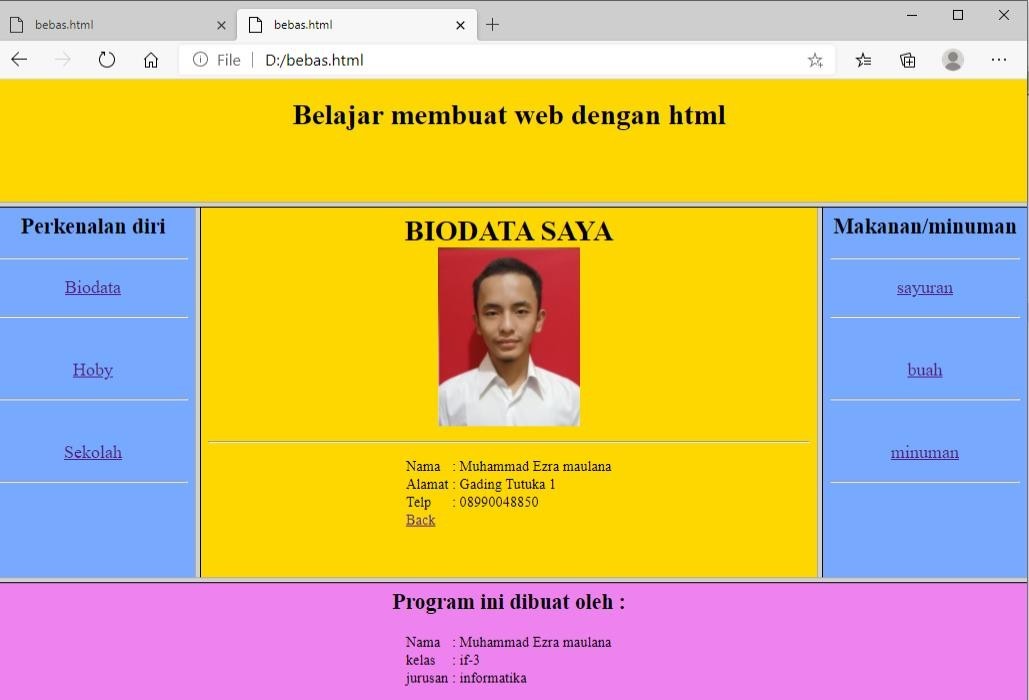 bebas.html
bebas.html
File
D:/bebas.html
Belajar membuat web dengan html
Perkenalan diri
Biodata
Hoby
Sekolah
BIODATA SAYA
Nama : Muhammad Ezra maulana
Alamat : Gading Tutuka 1
Telp : 08990048850
Back
Makanan/minuman
sayuran
buah
minuman
Program ini dibuat oleh :
Nama : Muhammad Ezra maulana
kelas : if-3
jurusan : informatika